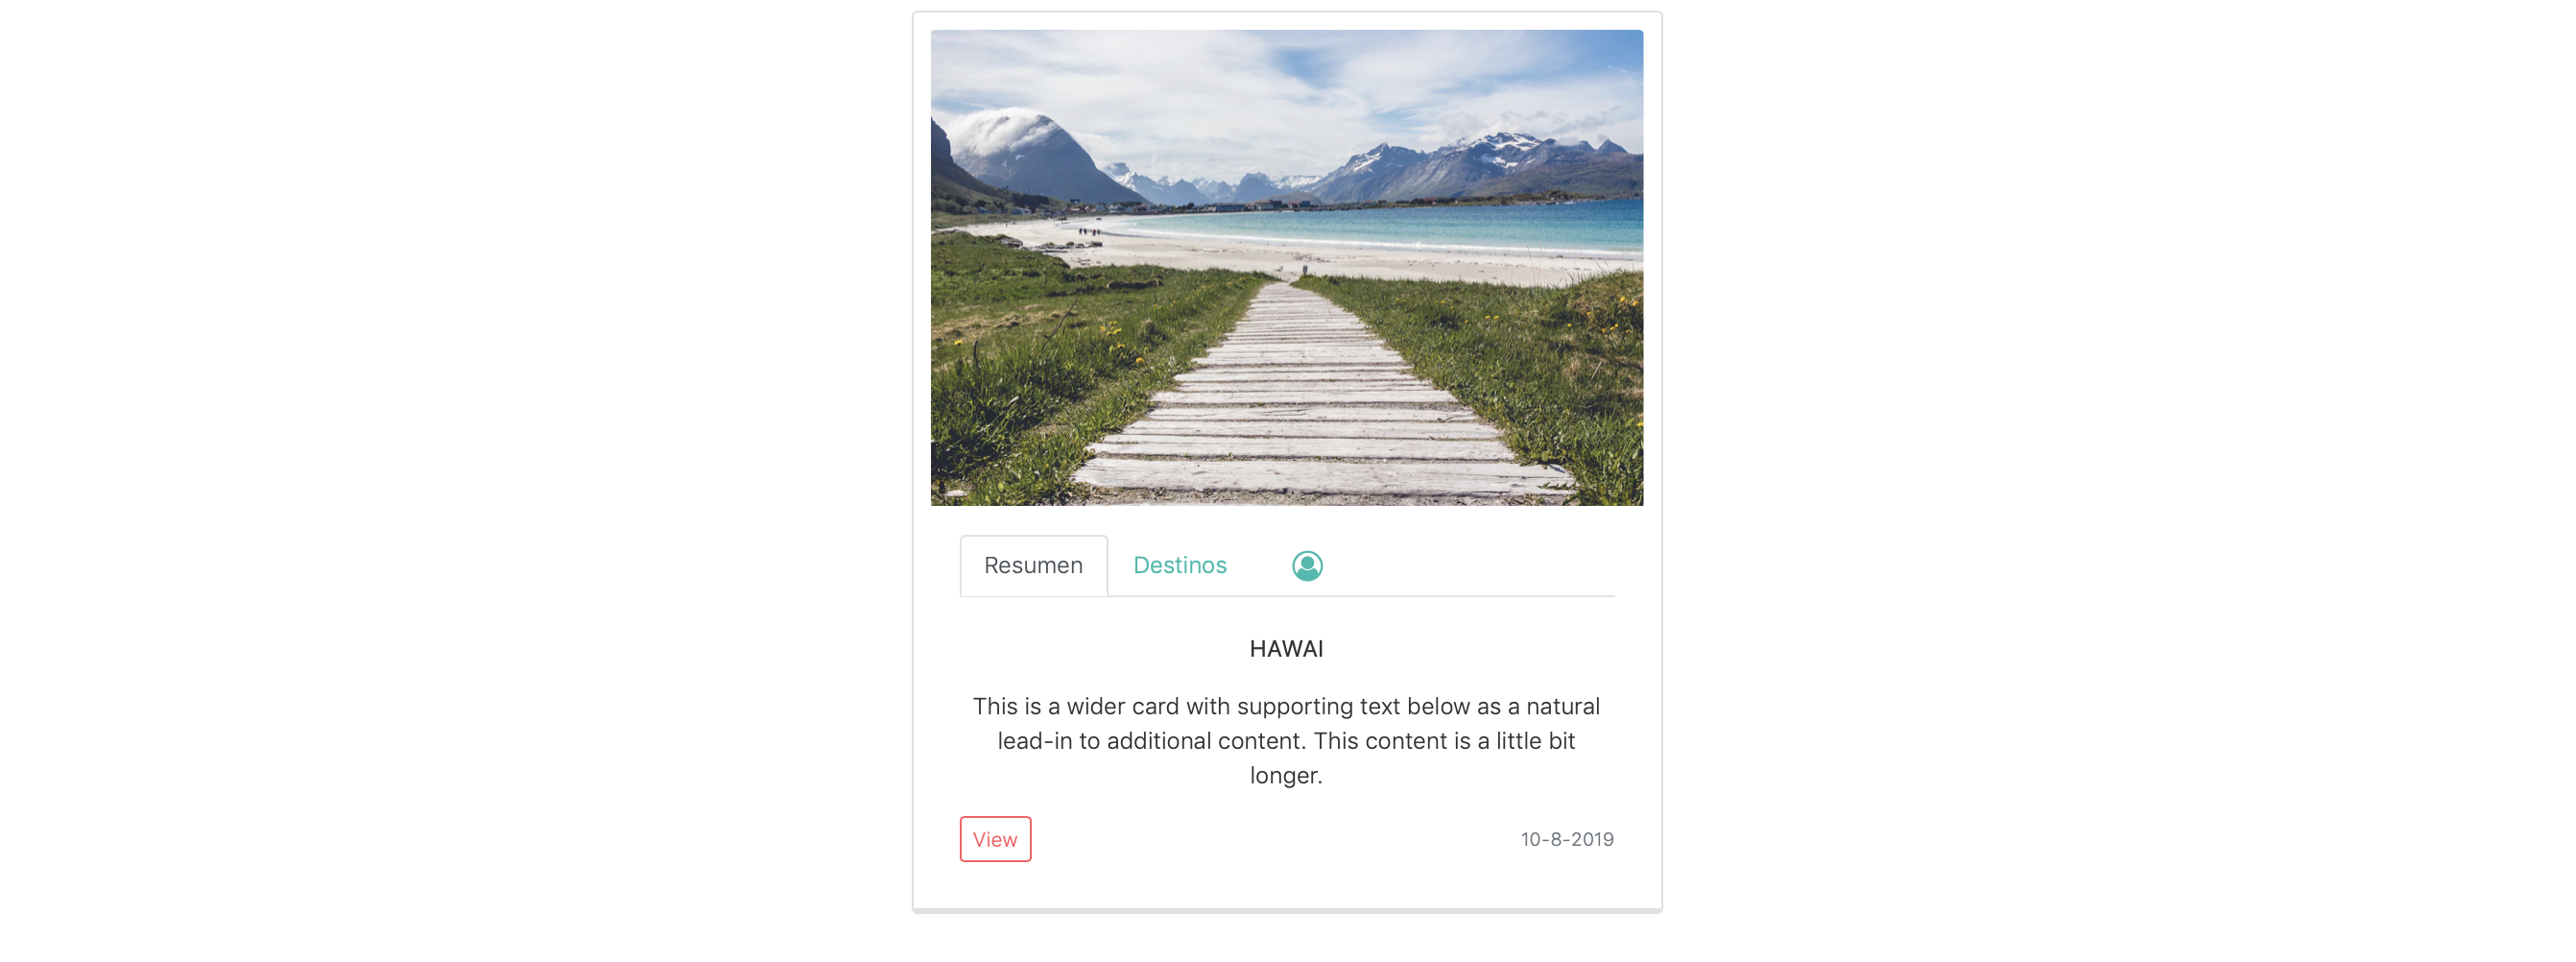 Resumen
Destinos
HAWAI
This is a wider card with supporting text below as a natural
lead-in to additional content. This content is a little bit
longer.
View
10-8-2019